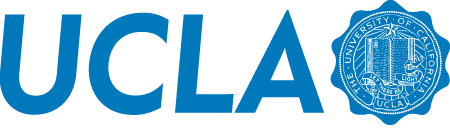 UCLA
THE · UNIVERSITY · OF · CALIFORNIA
LET THERE BE LIGHT
UCLA